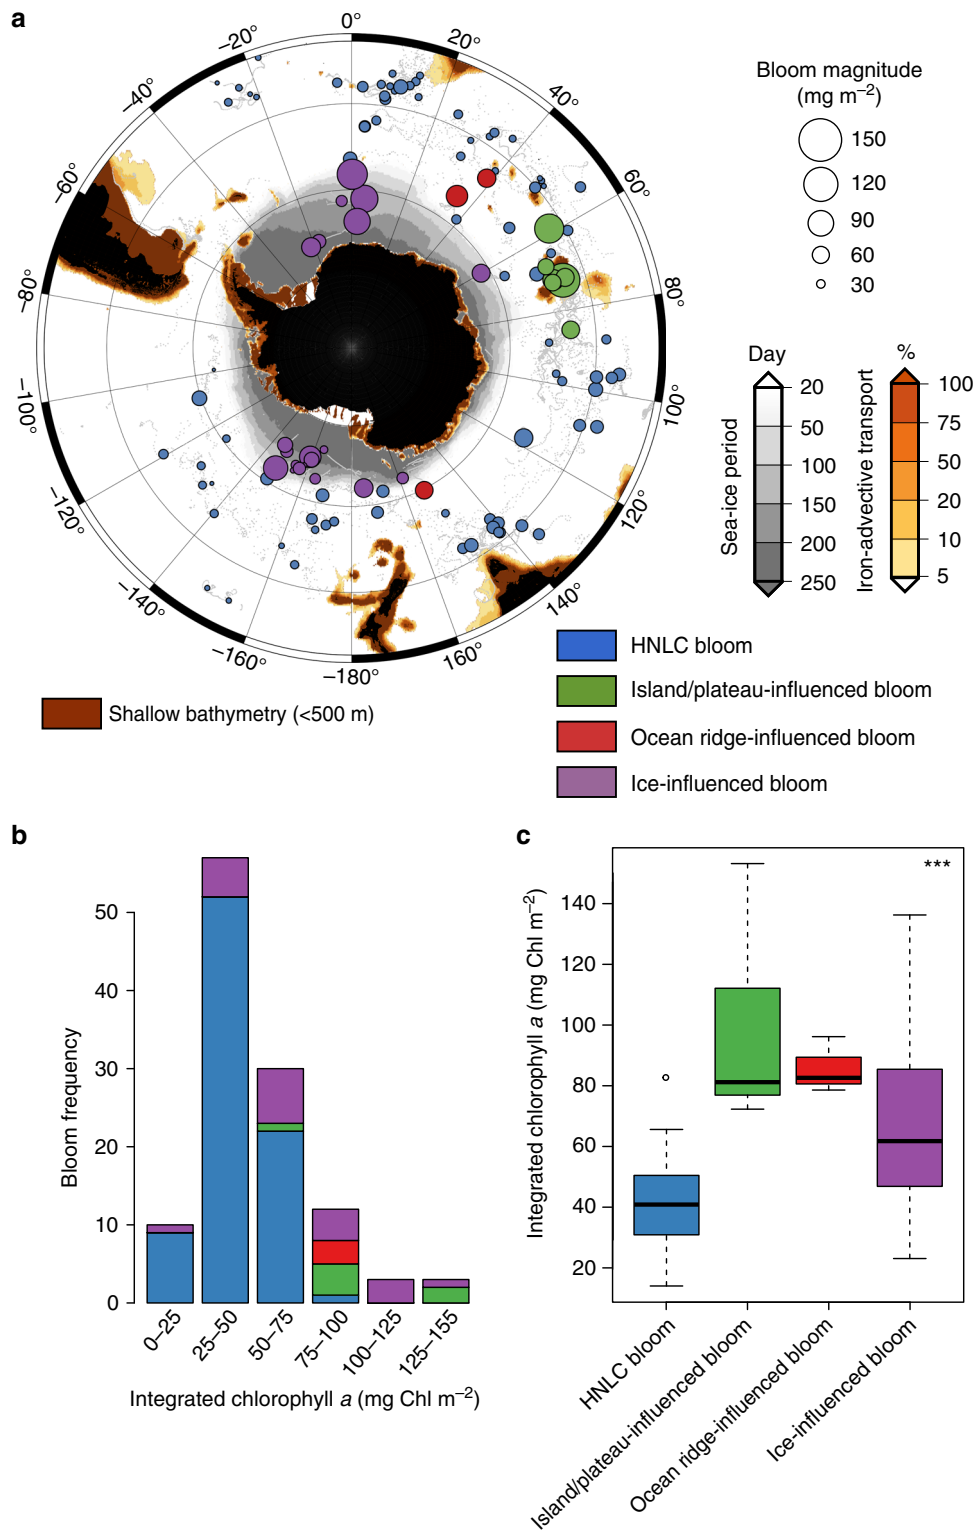 a
0°
20°
40°
60°
80°
100°
120°
140°
160°
–180°
–160°
–140°
–120°
–100°
–80°
–60°
–40°
–20°
Bloom magnitude
(mg m–2)
150
120
90
60
30
Day
Sea-ice period
20
50
100
150
200
250
%
Iron-advective transport
100
75
50
20
10
5
HNLC bloom
Island/plateau-influenced bloom
Ocean ridge-influenced bloom
Ice-influenced bloom
Shallow bathymetry (<500 m)
b
Bloom frequency
50
40
30
20
10
0
0–25
25–50
50–75
75–100
100–125
125–155
Integrated chlorophyll a (mg Chl m–2)
c
***
Integrated chlorophyll a (mg Chl m–2)
140
120
100
80
60
40
20
HNLC bloom
Island/plateau-influenced bloom
Ocean ridge-influenced bloom
Ice-influenced bloom